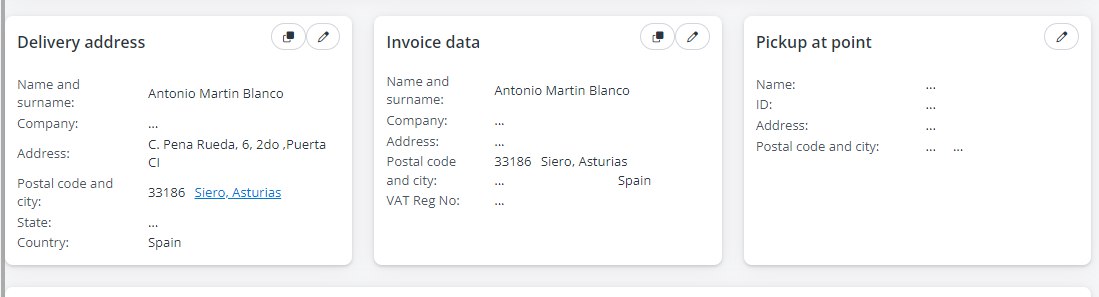 Delivery address
Name and
surname: Antonio Martin Blanco
Company: ...
Address: C. Pena Rueda, 6, 2do ,Puerta
CI
Postal code and
city: 33186 Siero, Asturias
State: ...
Country: Spain
Invoice data
Name and
surname: Antonio Martin Blanco
Company: ...
Address: ...
Postal code 33186 Siero, Asturias
and city: ... Spain
VAT Reg No: ...
Pickup at point
Name: ...
ID: ...
Address: ...
Postal code and city: ... ...